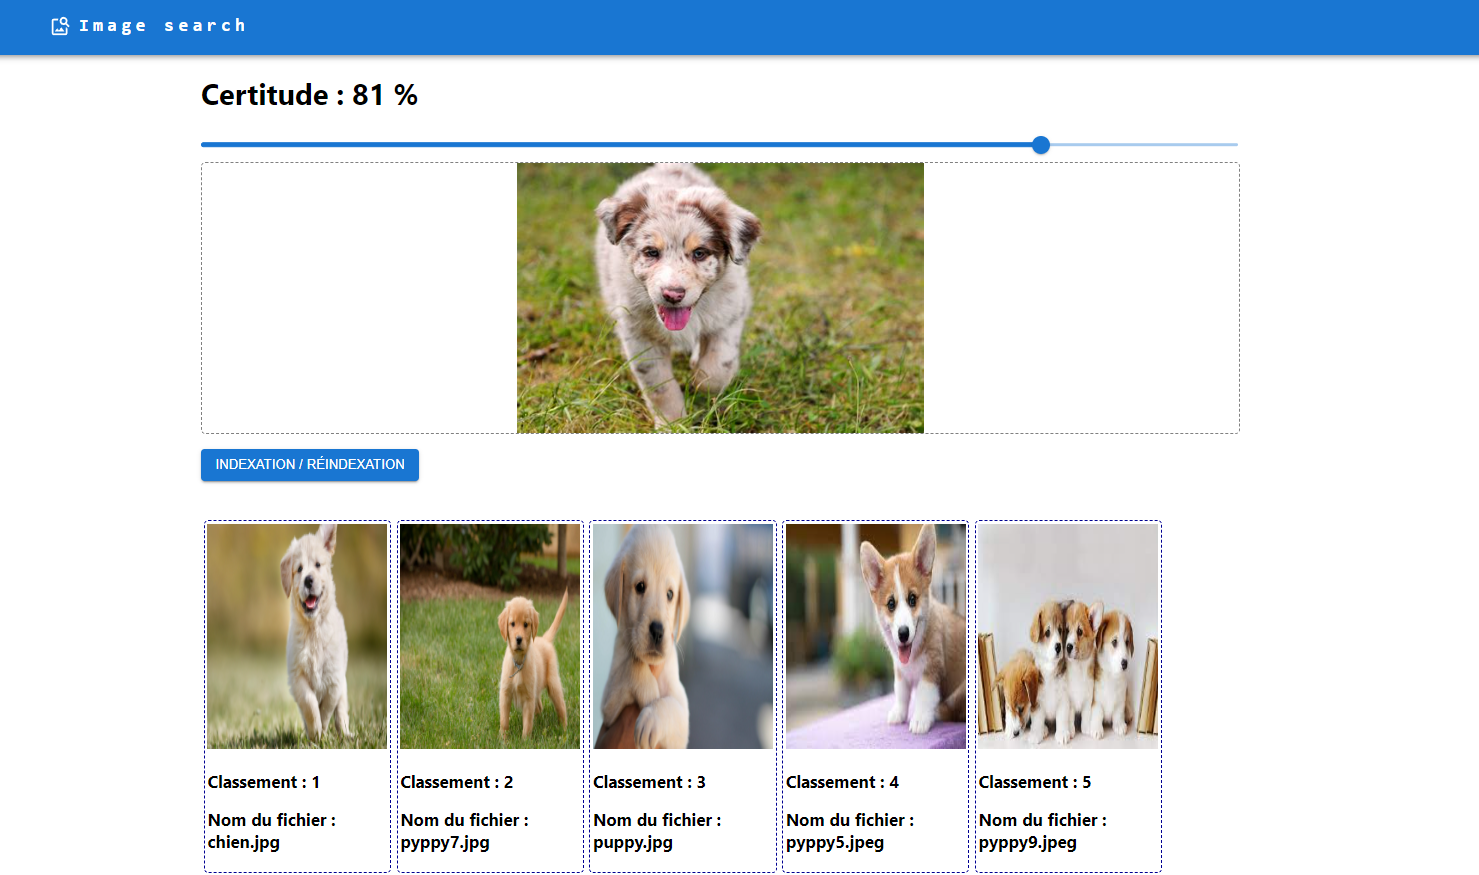 Image search
Certitude : 81 %
INDEXATION / RÉINDEXATION
Classement : 1
Nom du fichier :
chien.jpg
Classement : 2
Nom du fichier :
pyppy7.jpg
Classement : 3
Nom du fichier :
puppy.jpg
Classement : 4
Nom du fichier :
pyppy5.jpeg
Classement : 5
Nom du fichier :
pyppy9.jpeg